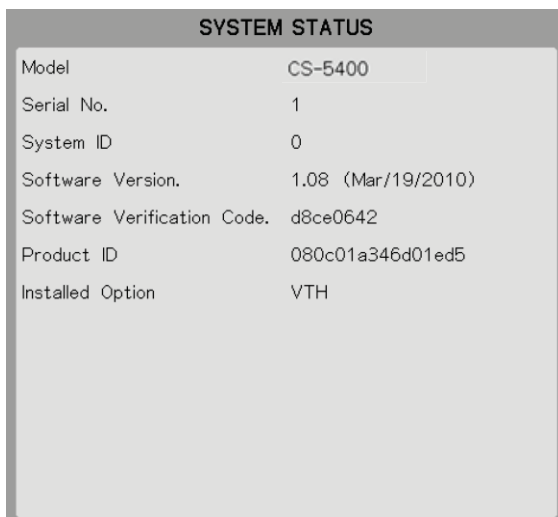 SYSTEM STATUS
Model CS-5400
Serial No. 1
System ID 0
Software Version. 1.08 (Mar/19/2010)
Software Verification Code. d8ce0642
Product ID 080c01a346d01ed5
Installed Option VTH